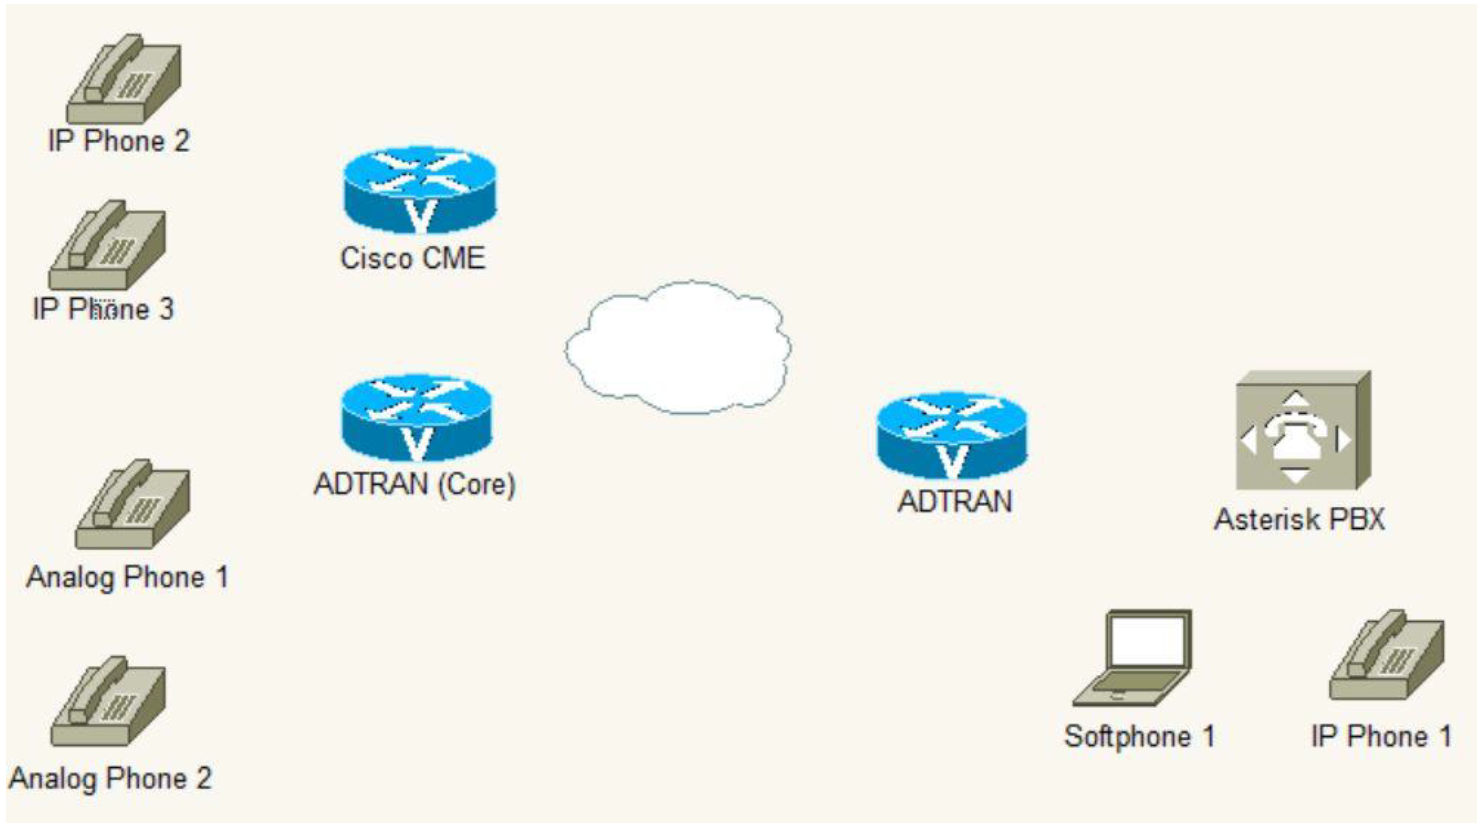 IP Phone 2
Cisco CME
IP Phone 3
ADTRAN (Core)
ADTRAN
Asterisk PBX
Analog Phone 1
Softphone 1
IP Phone 1
Analog Phone 2